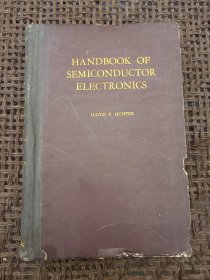 HANDBOOK OF
SEMICONDUCTOR
ELECTRONICS
LLOYD P. HUNTER